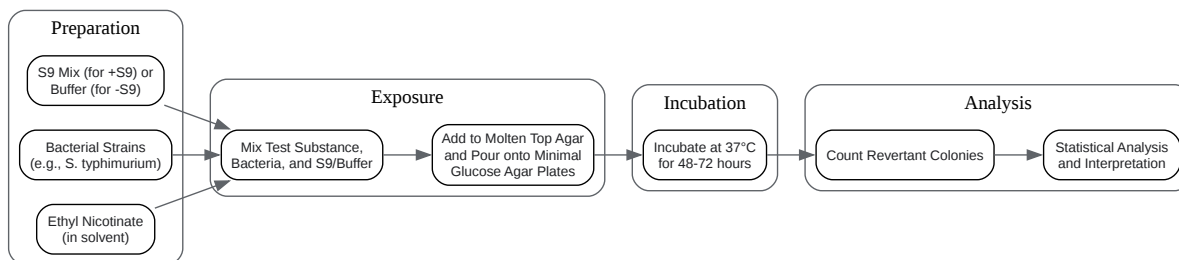 Preparation
S9 Mix (for +S9) or
Buffer (for -S9)
Bacterial Strains
(e.g., S. typhimurium)
Ethyl Nicotinate
(in solvent)
Exposure
Mix Test Substance,
Bacteria, and S9/Buffer
Add to Molten Top Agar
and Pour onto Minimal
Glucose Agar Plates
Incubation
Incubate at 37°C
for 48-72 hours
Analysis
Count Revertant Colonies
Statistical Analysis
and Interpretation